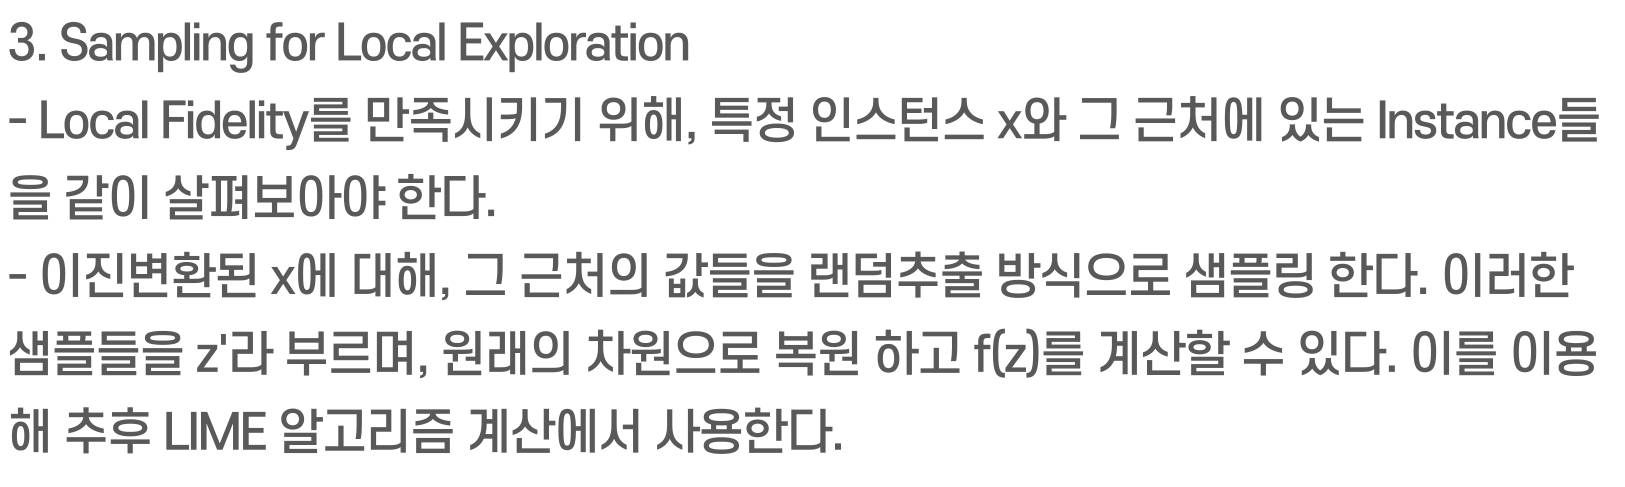 3. Sampling for Local Exploration
- Local Fidelity를 만족시키기 위해, 특정 인스턴스 x와 그 근처에 있는 Instance들
을 같이 살펴보아야 한다.
- 이진변환된 x에 대해, 그 근처의 값들을 랜덤추출 방식으로 샘플링 한다. 이러한
샘플들을 z'라 부르며, 원래의 차원으로 복원 하고 f(z)를 계산할 수 있다. 이를 이용
해 추후 LIME 알고리즘 계산에서 사용한다.